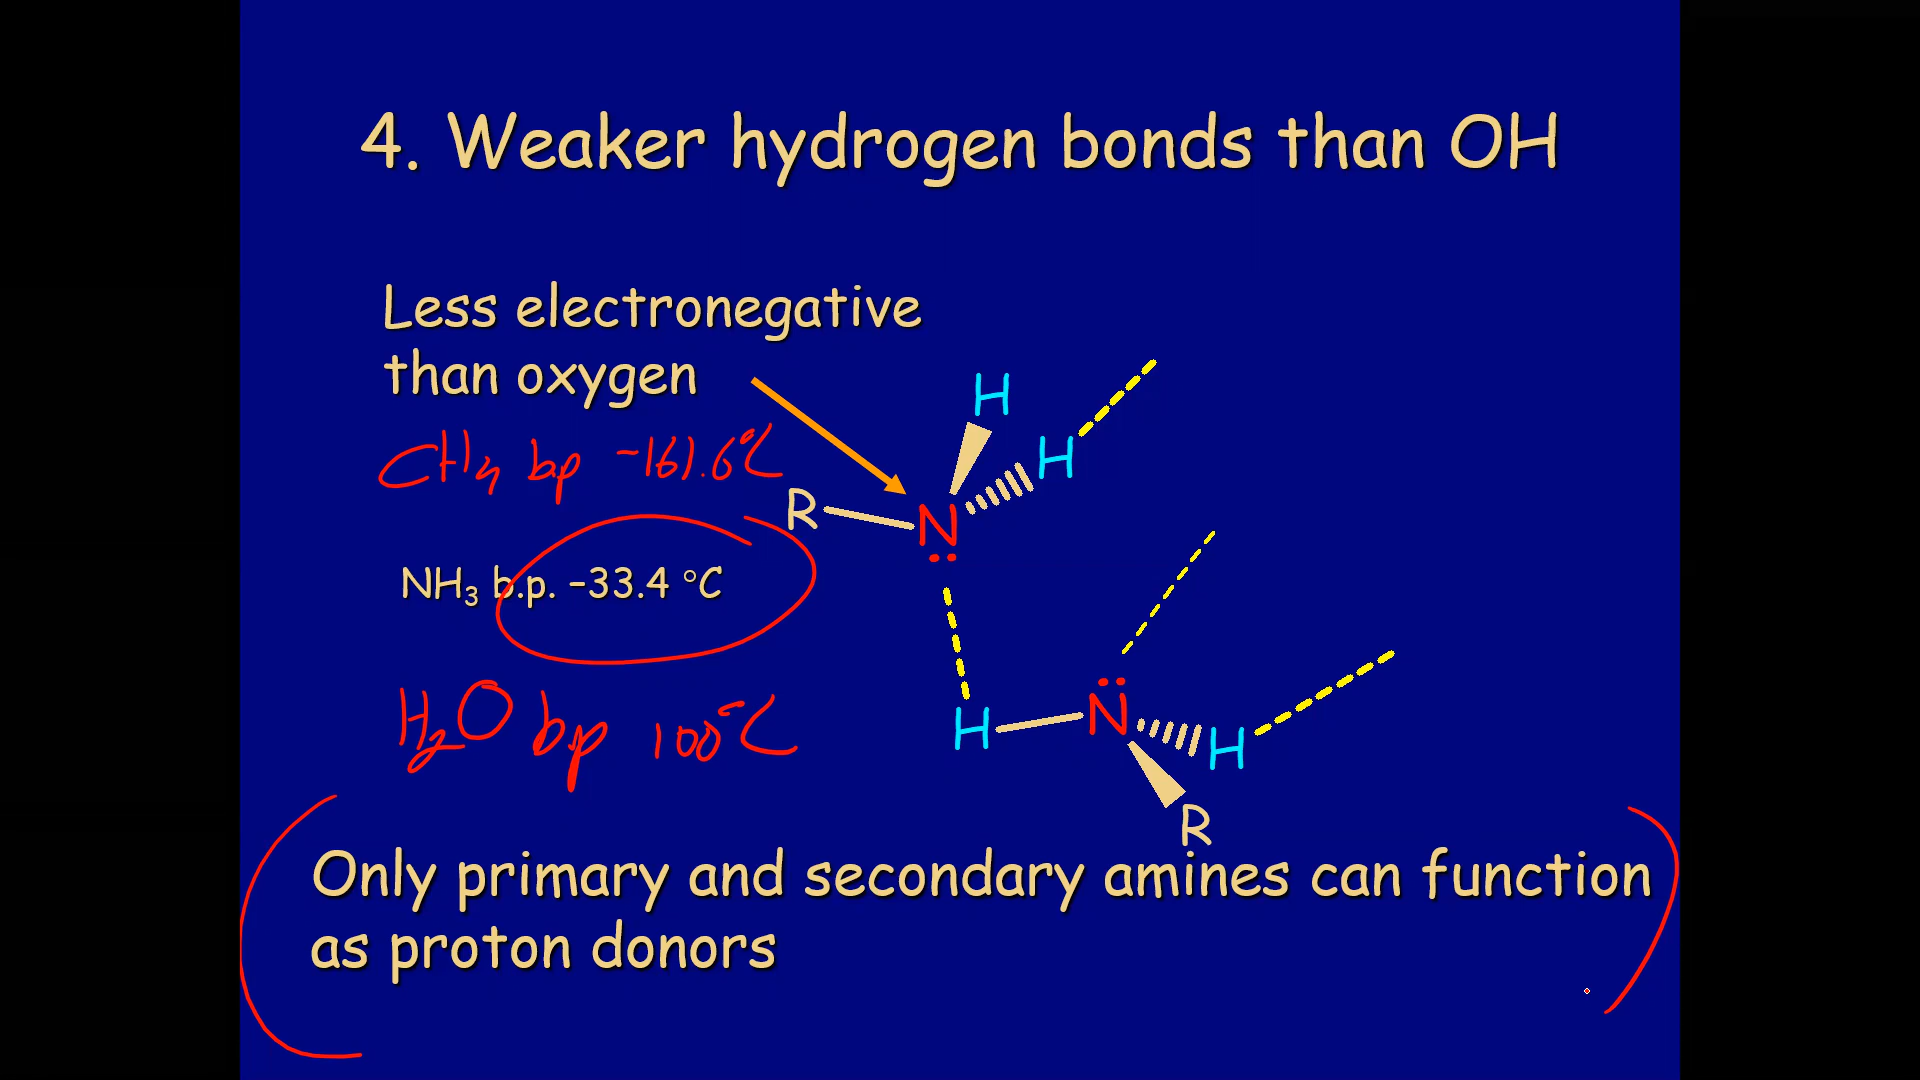 4. Weaker hydrogen bonds than OH
Less electronegative
than oxygen
CH4 bp -161.6°C
NH₃ b.p. -33.4 °C
H2O bp 100°C
H
H
R
N
H
N
H
R
Only primary and secondary amines can function
as proton donors